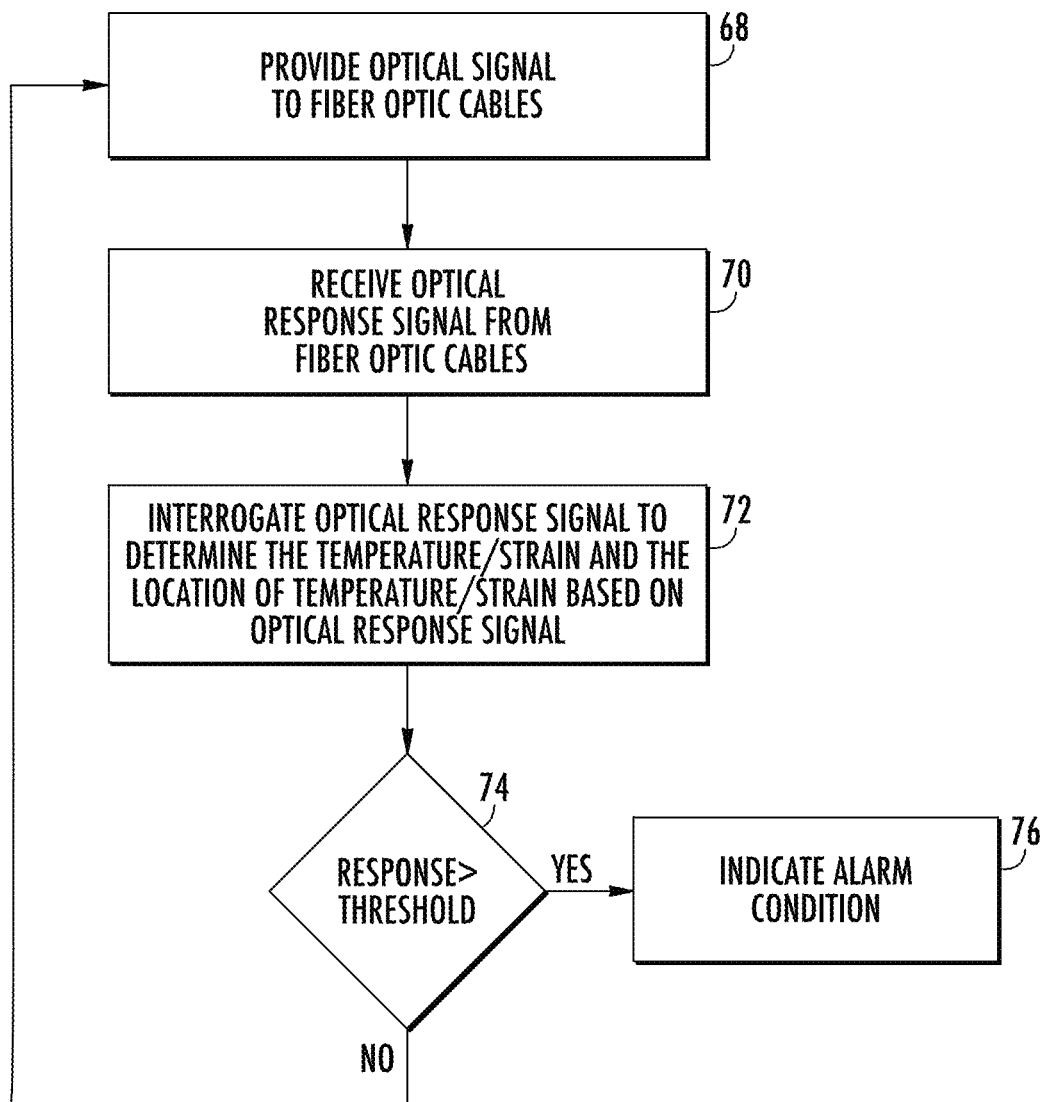 68
PROVIDE OPTICAL SIGNAL
TO FIBER OPTIC CABLES
70
RECEIVE OPTICAL
RESPONSE SIGNAL FROM
FIBER OPTIC CABLES
72
INTERROGATE OPTICAL RESPONSE SIGNAL TO
DETERMINE THE TEMPERATURE/STRAIN AND THE
LOCATION OF TEMPERATURE/STRAIN BASED ON
OPTICAL RESPONSE SIGNAL
74
RESPONSE>
THRESHOLD
YES
76
INDICATE ALARM
CONDITION
NO